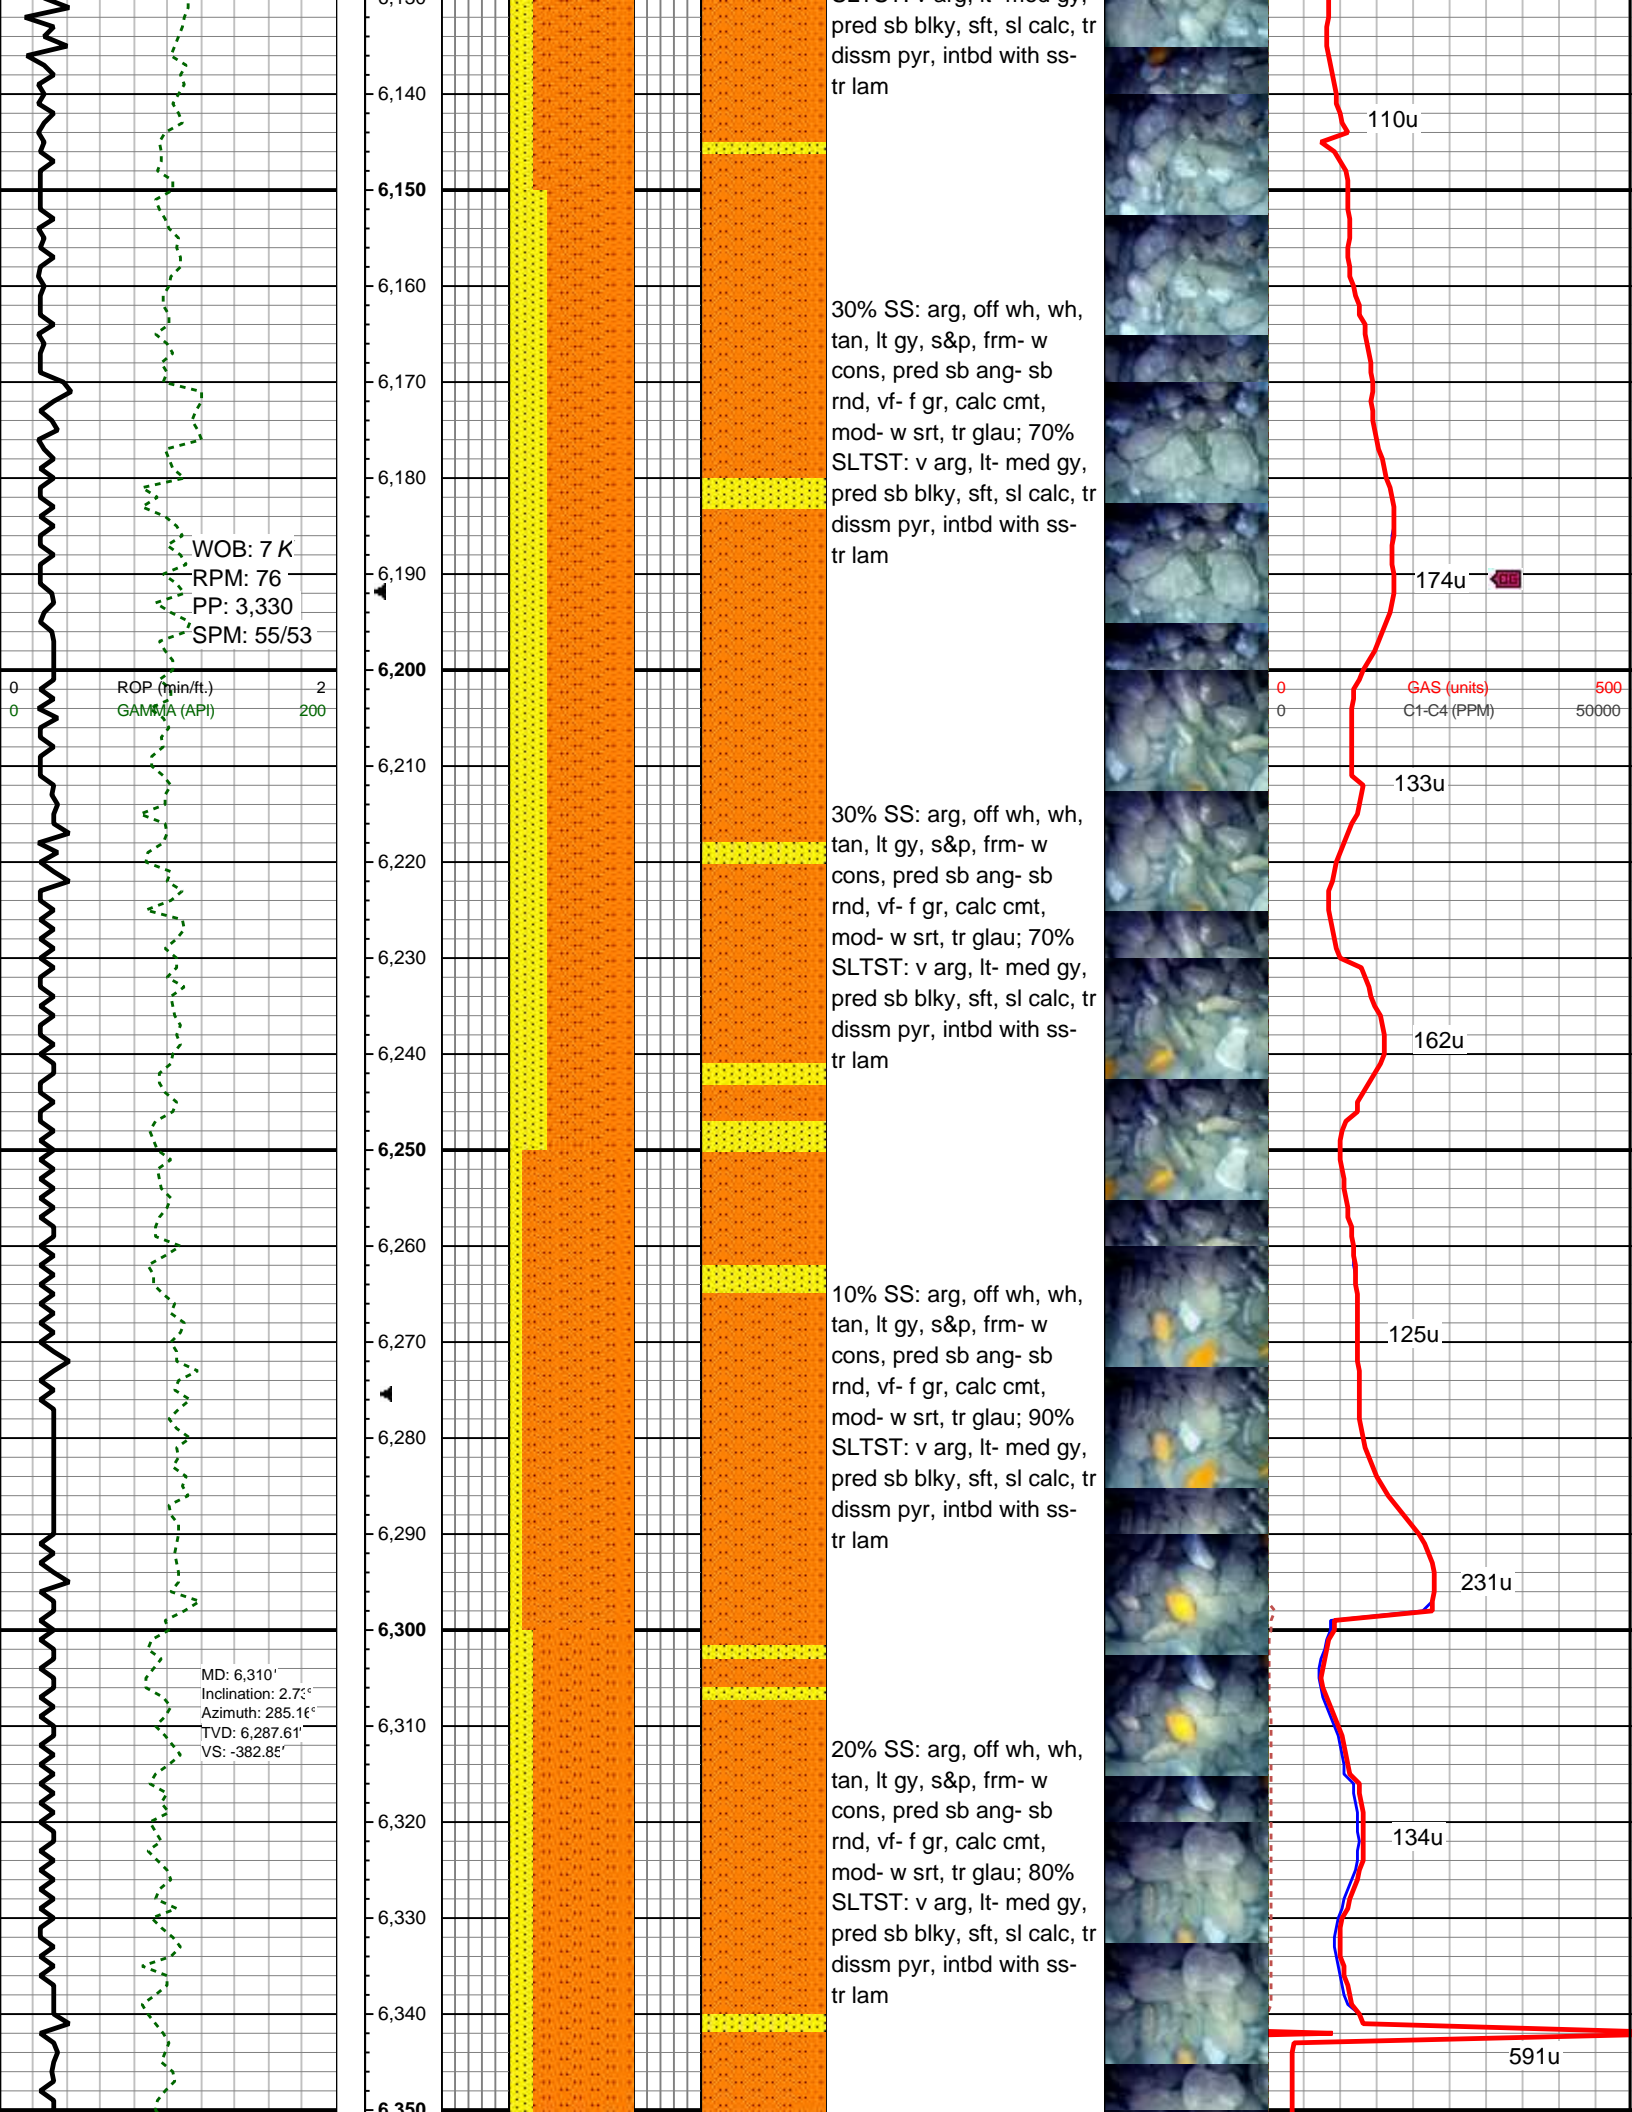 pred sb blky, sft, sl calc, tr
dissm pyr, intbd with ss-
tr lam
6,140
110u
6,150
6,160
30% SS: arg, off wh, wh,
tan, lt gy, s&p, frm- w
cons, pred sb ang- sb
rnd, vf- f gr, calc cmt,
mod- w srt, tr glau; 70%
SLTST: v arg, lt- med gy,
pred sb blky, sft, sl calc, tr
dissm pyr, intbd with ss-
tr lam
6,170
6,180
WOB: 7 K
RPM: 76
PP: 3,330
SPM: 55/53
6,190
174u
6,200
0 ROP (min/ft.) 2
0 GAMMA (API) 200
0 GAS (units) 500
0 C1-C4 (PPM) 50000
6,210
133u
30% SS: arg, off wh, wh,
tan, lt gy, s&p, frm- w
cons, pred sb ang- sb
rnd, vf- f gr, calc cmt,
mod- w srt, tr glau; 70%
SLTST: v arg, lt- med gy,
pred sb blky, sft, sl calc, tr
dissm pyr, intbd with ss-
tr lam
6,220
6,230
6,240
162u
6,250
6,260
10% SS: arg, off wh, wh,
tan, lt gy, s&p, frm- w
cons, pred sb ang- sb
rnd, vf- f gr, calc cmt,
mod- w srt, tr glau; 90%
SLTST: v arg, lt- med gy,
pred sb blky, sft, sl calc, tr
dissm pyr, intbd with ss-
tr lam
6,270
125u
6,280
6,290
231u
6,300
MD: 6,310'
Inclination: 2.73°
Azimuth: 285.16°
TVD: 6,287.61'
VS: -382.85'
6,310
20% SS: arg, off wh, wh,
tan, lt gy, s&p, frm- w
cons, pred sb ang- sb
rnd, vf- f gr, calc cmt,
mod- w srt, tr glau; 80%
SLTST: v arg, lt- med gy,
pred sb blky, sft, sl calc, tr
dissm pyr, intbd with ss-
tr lam
6,320
134u
6,330
6,340
591u
6,350